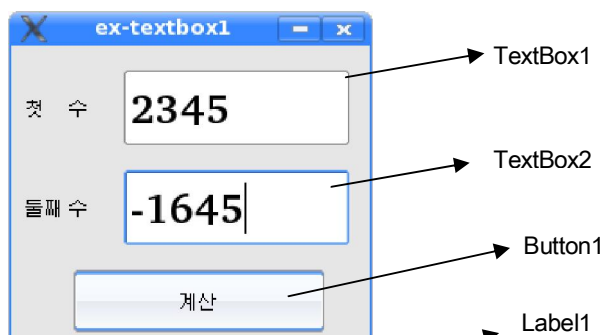 ex-textbox1
TextBox1
첫 수 2345
TextBox2
둘째 수 -1645
Button1
계산
Label1